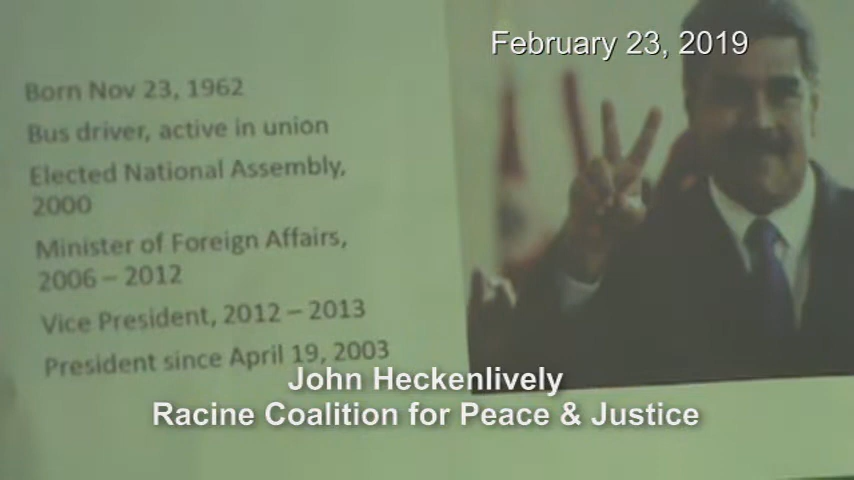 February 23, 2019
Born Nov 23, 1962
Bus driver, active in union
Elected National Assembly,
2000
Minister of Foreign Affairs,
2006 – 2012
Vice President, 2012 – 2013
President since April 19, 2003
John Heckenlively
Racine Coalition for Peace & Justice